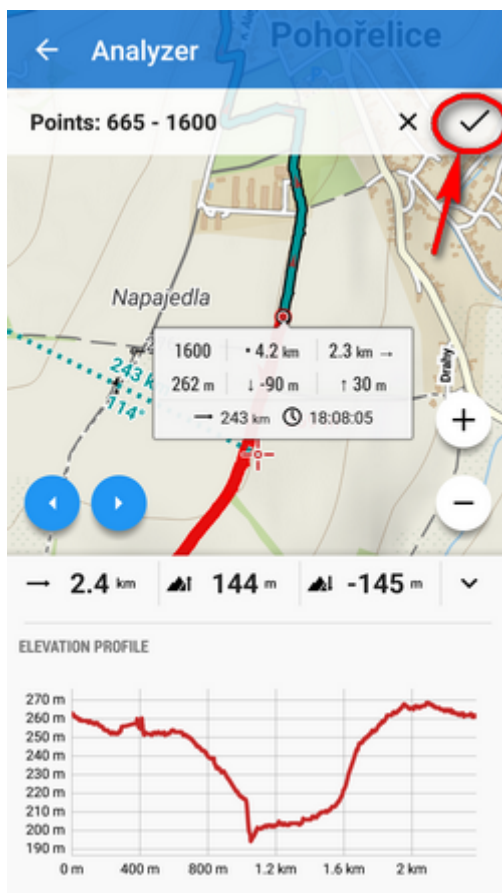 Analyzer
Pohořelice
Points: 665 - 1600
Napajedla
1600 • 4.2 km 2.3 km →
262 m ↓ -90 m ↑ 30 m
→ 243 km 18:08:05
243
114°
Drahy
+
−
→ 2.4 km 144 m -145 m
ELEVATION PROFILE
270 m
260 m
250 m
240 m
230 m
220 m
210 m
200 m
190 m
0 m 400 m 800 m 1.2 km 1.6 km 2 km